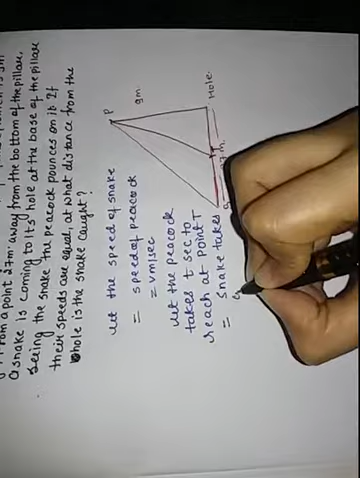 from a point 27m away from the bottom of the pillar,
a snake is coming to its hole at the base of the pillar
seeing the snake the peacock pounces on it. If
their speeds are equal, at what distance from the
whole is the snake caught?
P
9m
Hole
27m.
let the speed of snake
= speed of peacock
= vm/sec
let the peacock
takes t sec to
reach at point T
snake takes
=